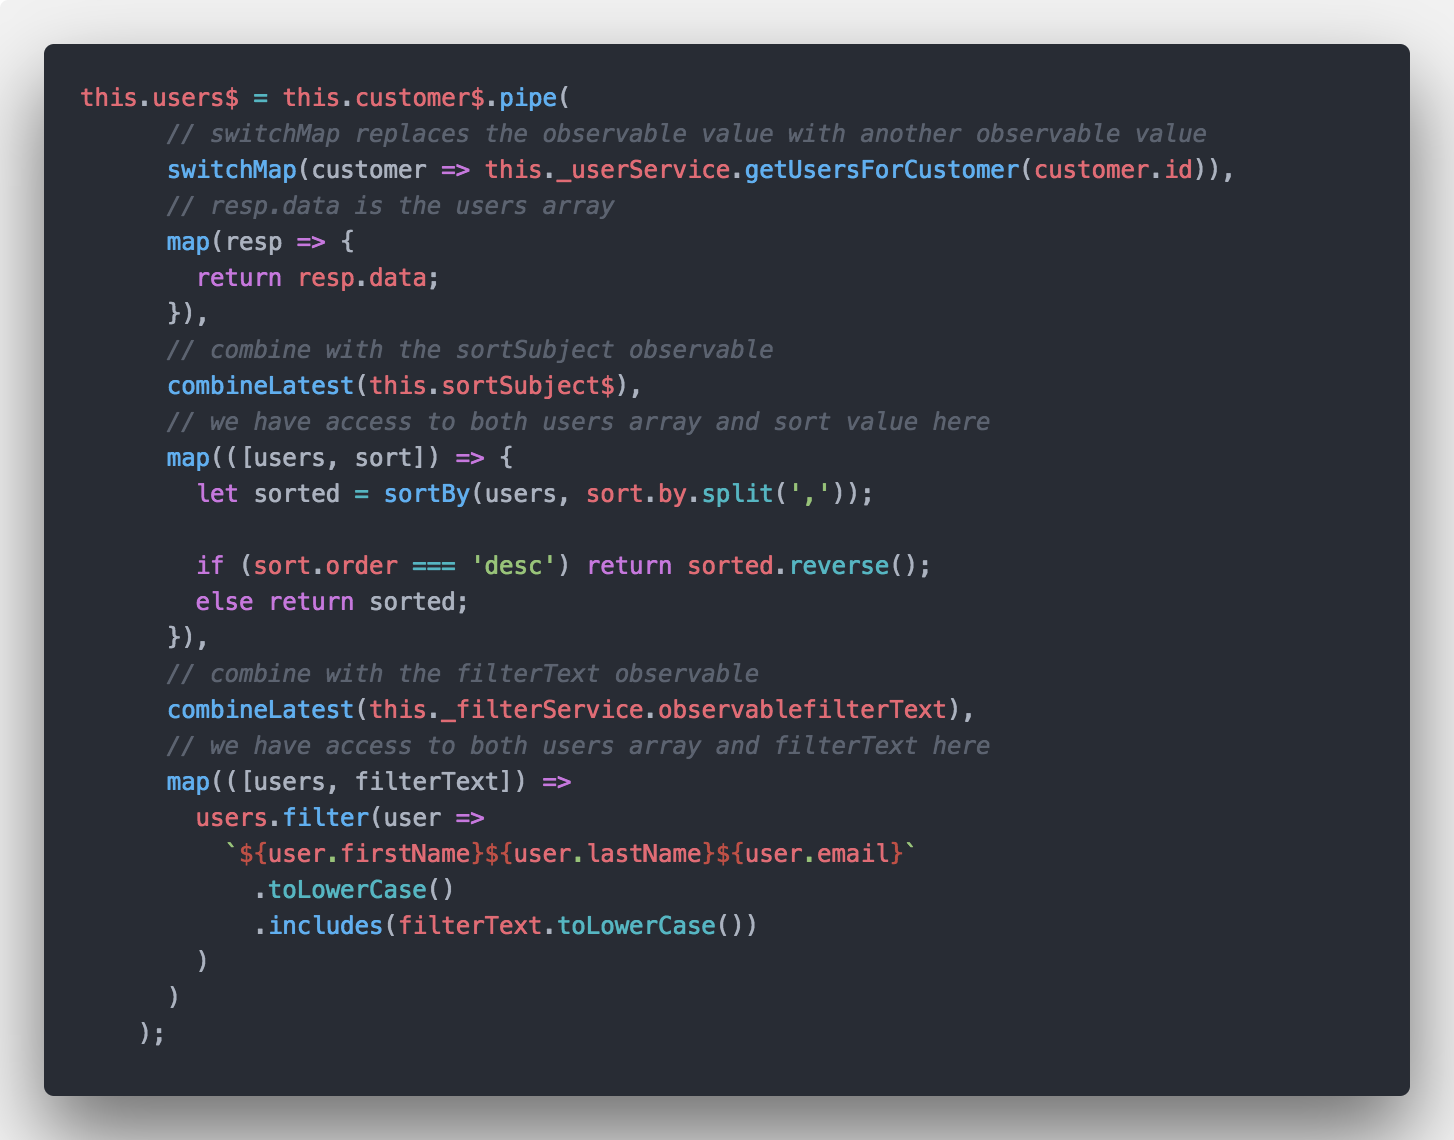 this.users$ = this.customer$.pipe(
// switchMap replaces the observable value with another observable value
switchMap(customer => this._userService.getUsersForCustomer(customer.id)),
// resp.data is the users array
map(resp => {
return resp.data;
}),
// combine with the sortSubject observable
combineLatest(this.sortSubject$),
// we have access to both users array and sort value here
map(([users, sort]) => {
let sorted = sortBy(users, sort.by.split(','));
if (sort.order === 'desc') return sorted.reverse();
else return sorted;
}),
// combine with the filterText observable
combineLatest(this._filterService.observablefilterText),
// we have access to both users array and filterText here
map(([users, filterText]) =>
users.filter(user =>
`${user.firstName}${user.lastName}${user.email}`
.toLowerCase()
.includes(filterText.toLowerCase())
)
)
);